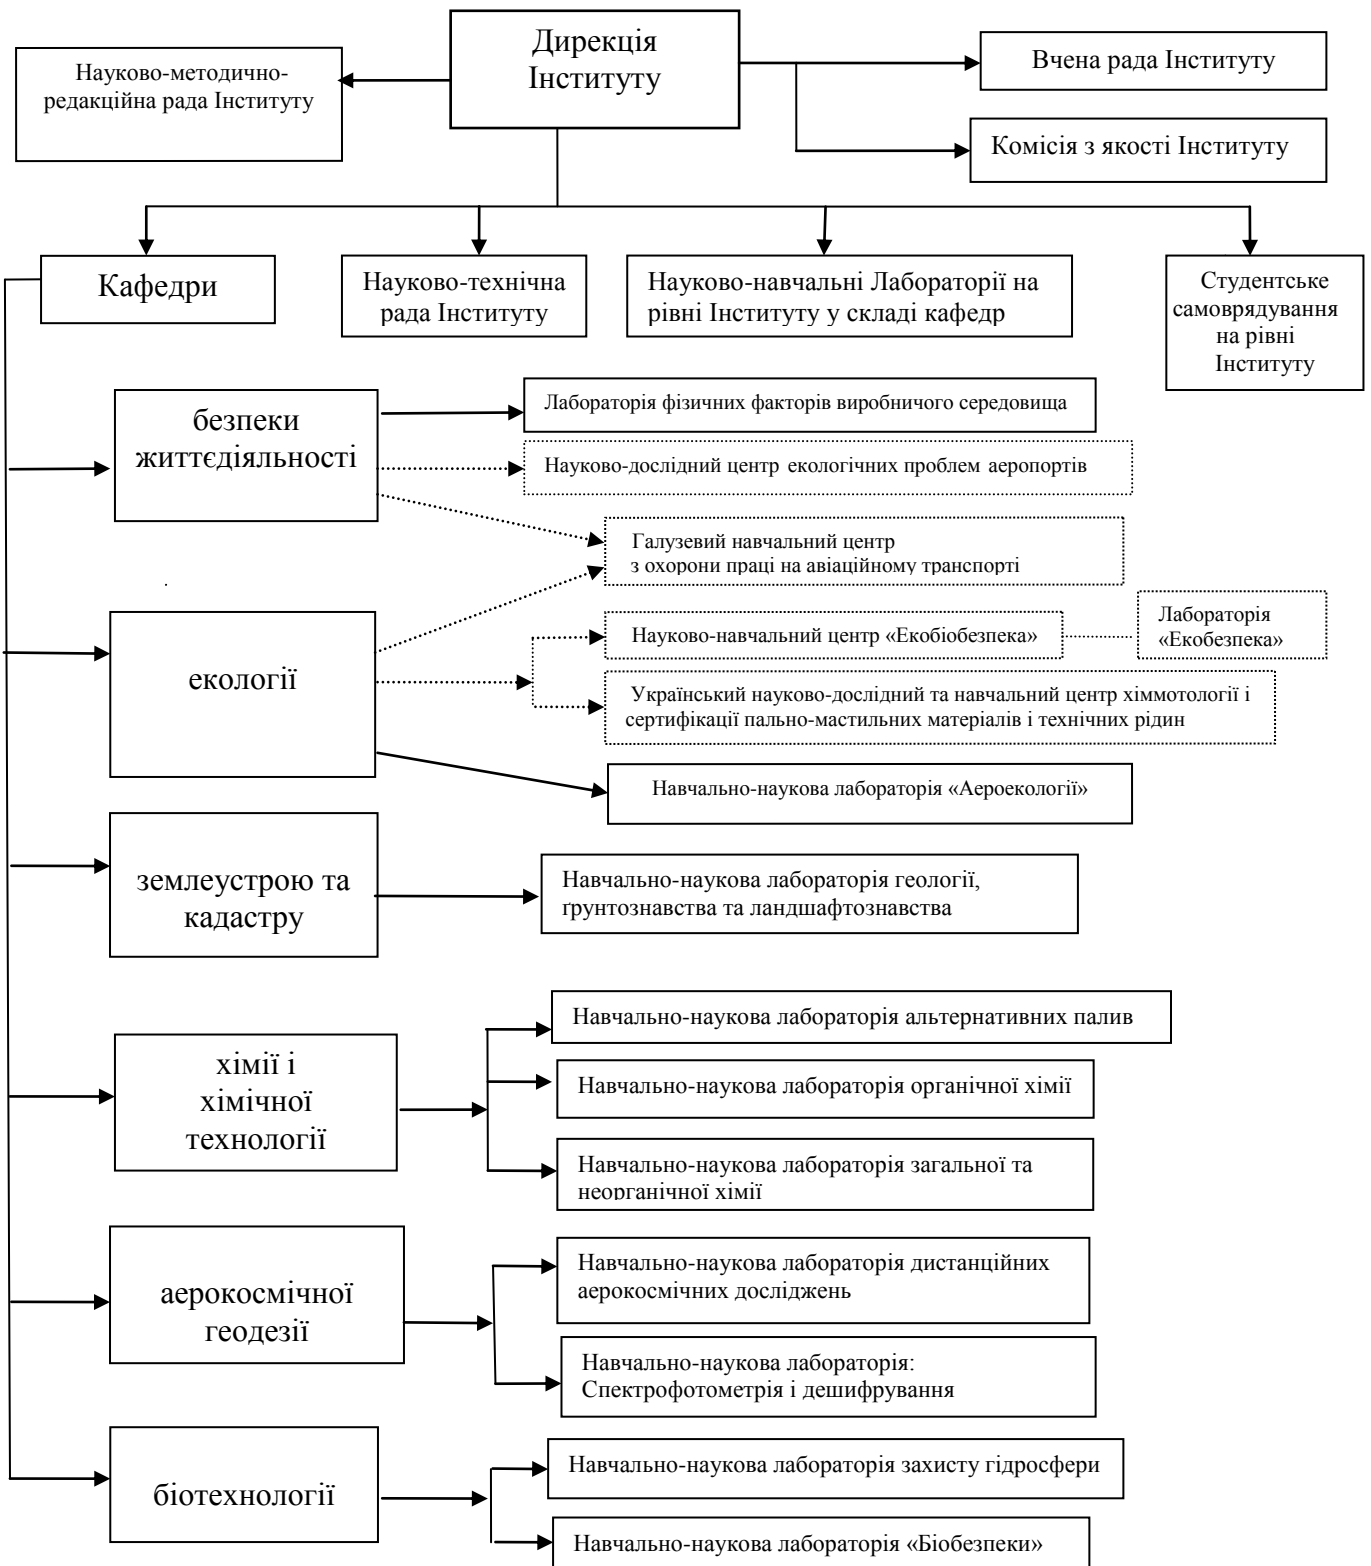 Дирекція
Інституту
Науково-методично-
редакційна рада Інституту
Вчена рада Інституту
Комісія з якості Інституту
Кафедри
Науково-технічна
рада Інституту
Науково-навчальні Лабораторії на
рівні Інституту у складі кафедр
Студентське
самоврядування
на рівні
Інституту
безпеки
життєдіяльності
Лабораторія фізичних факторів виробничого середовища
Науково-дослідний центр екологічних проблем аеропортів
Галузевий навчальний центр
з охорони праці на авіаційному транспорті
екології
Науково-навчальний центр «Екобіобезпека»
Лабораторія
«Екобезпека»
Український науково-дослідний та навчальний центр хіммотології і
сертифікації пально-мастильних матеріалів і технічних рідин
Навчально-наукова лабораторія «Аероекології»
землеустрою та
кадастру
Навчально-наукова лабораторія геології,
ґрунтознавства та ландшафтознавства
хімії і
хімічної
технології
Навчально-наукова лабораторія альтернативних палив
Навчально-наукова лабораторія органічної хімії
Навчально-наукова лабораторія загальної та
неорганічної хімії
аерокосмічної
геодезії
Навчально-наукова лабораторія дистанційних
аерокосмічних досліджень
Навчально-наукова лабораторія:
Спектрофотометрія і дешифрування
біотехнології
Навчально-наукова лабораторія захисту гідросфери
Навчально-наукова лабораторія «Біобезпеки»